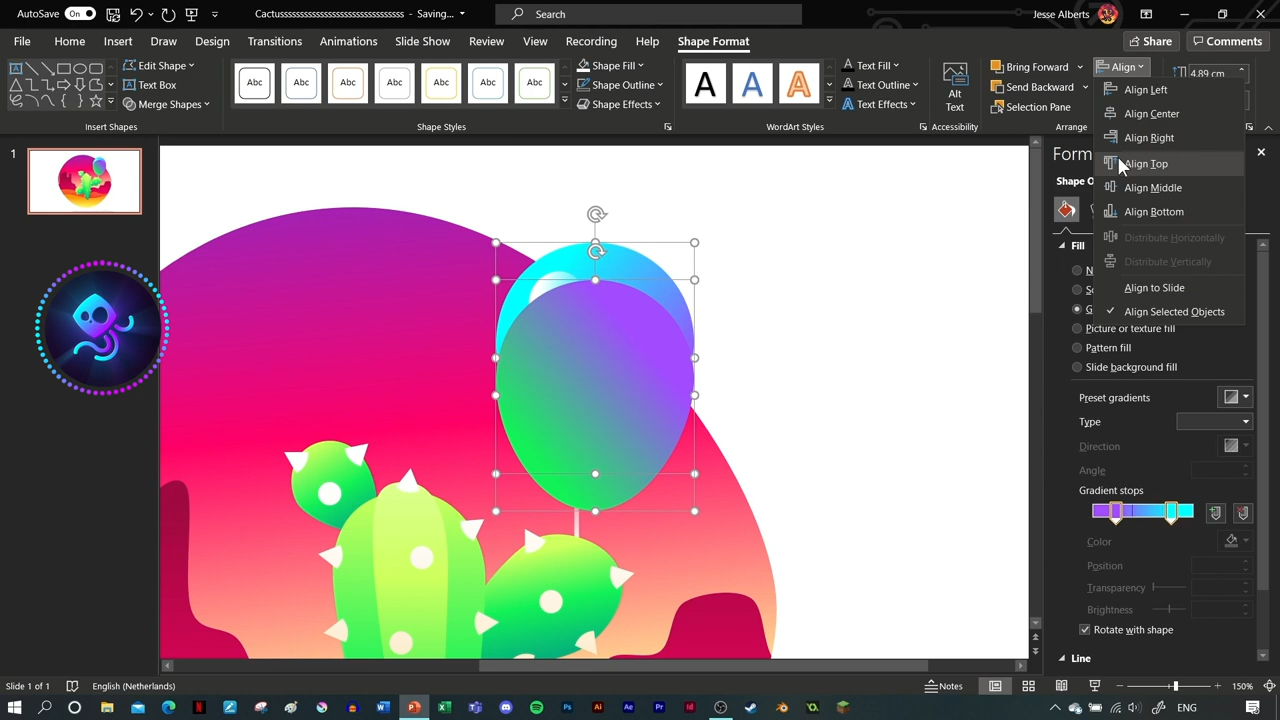 AutoSave On Cactussssssssssssssssssssssssssssssss - Saving... Search Jesse Alberts
File Home Insert Draw Design Transitions Animations Slide Show Review View Recording Help Shape Format Share Comments
Edit Shape
Text Box
Merge Shapes
Insert Shapes
Abc Abc Abc Abc Abc Abc Abc
Shape Fill
Shape Outline
Shape Effects
Shape Styles
A A A
Text Fill
Text Outline
Text Effects
WordArt Styles
Alt
Text
Accessibility
Bring Forward
Send Backward
Selection Pane
Arrange
Align
4.89 cm
Align Left
Align Center
Align Right
Align Top
Align Middle
Align Bottom
Distribute Horizontally
Distribute Vertically
Align to Slide
Align Selected Objects
1
Form
Shape O
Fill
N
S
G
Picture or texture fill
Pattern fill
Slide background fill
Preset gradients
Type
Direction
Angle
Gradient stops
Color
Position
Transparency
Brightness
Rotate with shape
Line
Slide 1 of 1 English (Netherlands) Notes 150%
ENG